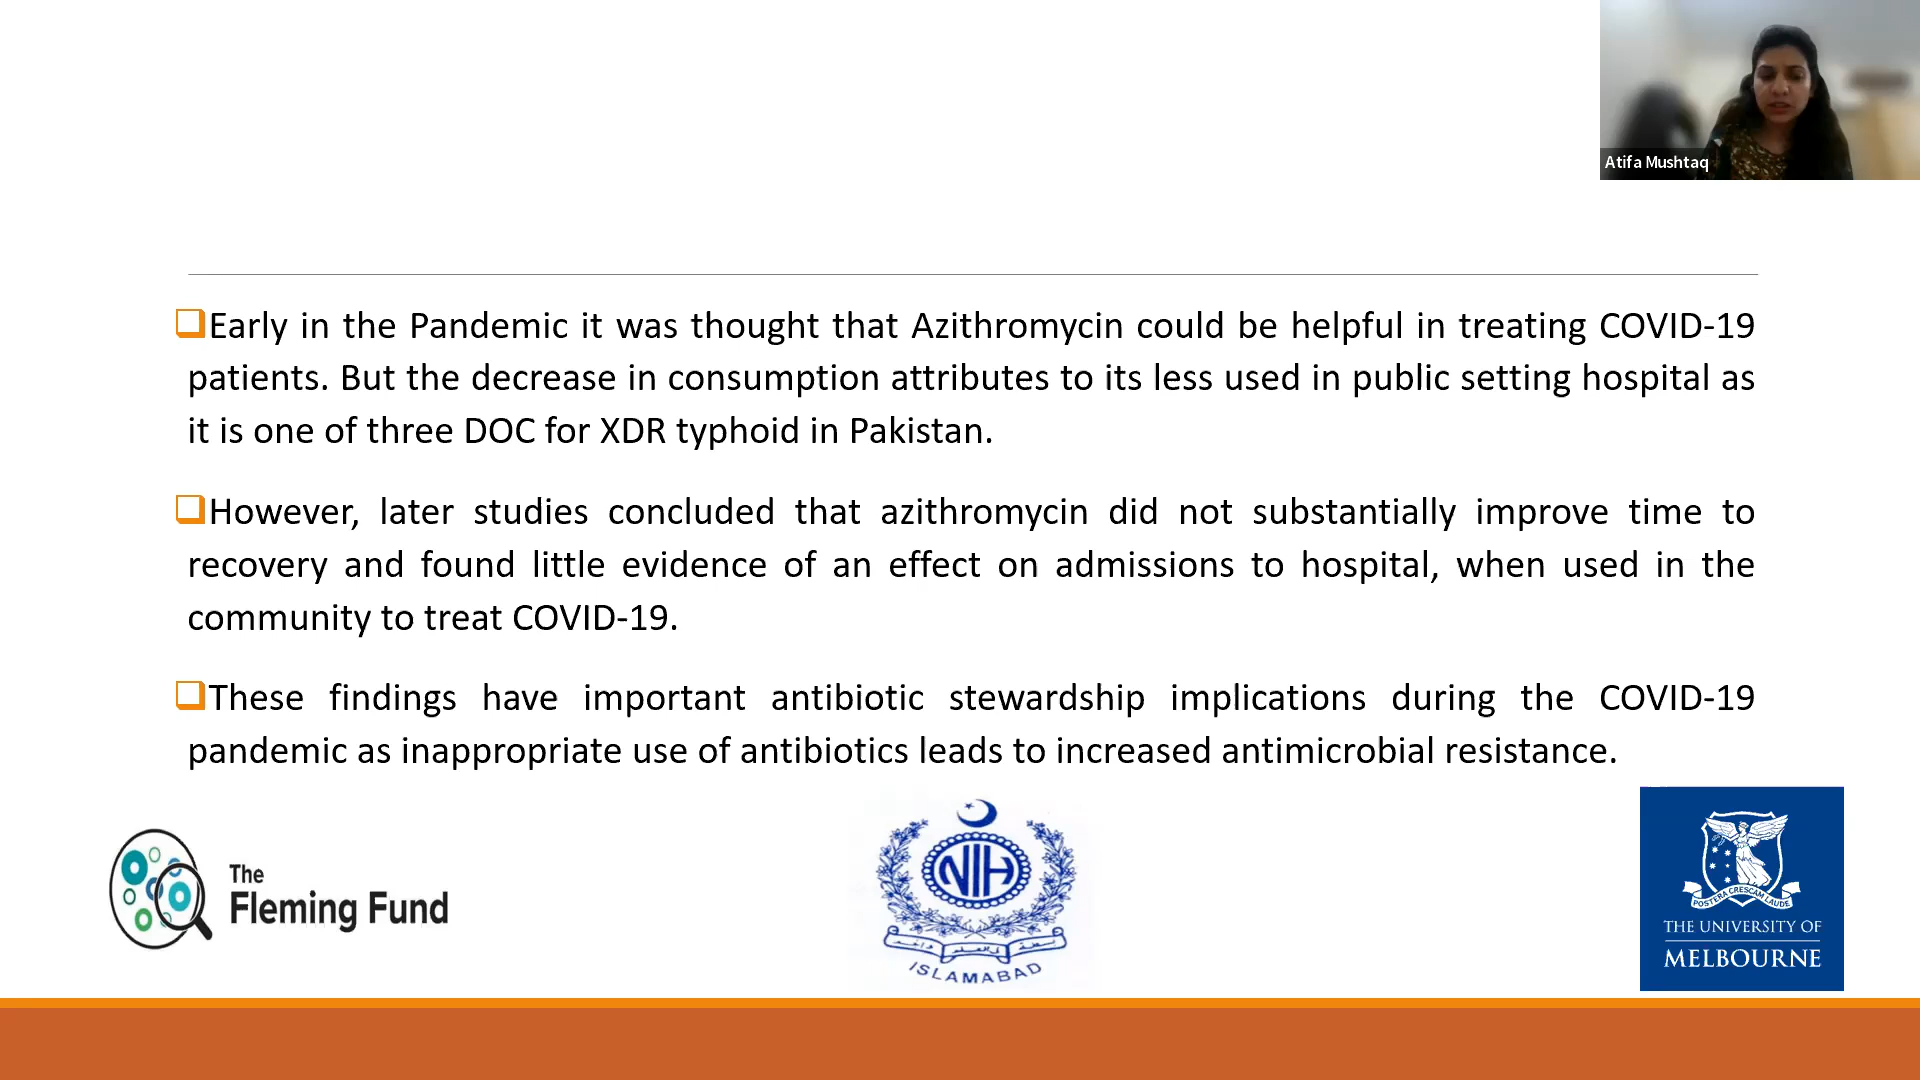 Atifa Mushtaq
Early in the Pandemic it was thought that Azithromycin could be helpful in treating COVID-19
patients. But the decrease in consumption attributes to its less used in public setting hospital as
it is one of three DOC for XDR typhoid in Pakistan.
However, later studies concluded that azithromycin did not substantially improve time to
recovery and found little evidence of an effect on admissions to hospital, when used in the
community to treat COVID-19.
These findings have important antibiotic stewardship implications during the COVID-19
pandemic as inappropriate use of antibiotics leads to increased antimicrobial resistance.
The
Fleming Fund
NIH
ISLAMABAD
POSTERA CRESCAM LAUDE
THE UNIVERSITY OF
MELBOURNE